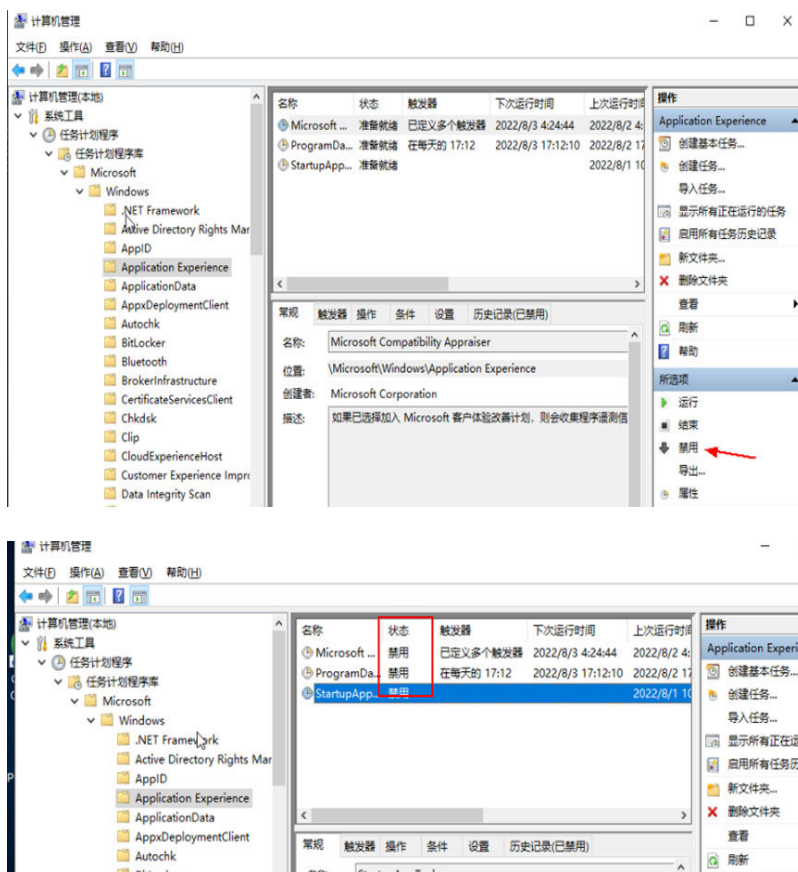 计算机管理
文件(F) 操作(A) 查看(V) 帮助(H)
计算机管理(本地)
系统工具
任务计划程序
任务计划程序库
Microsoft
Windows
.NET Framework
Active Directory Rights Mar
AppID
Application Experience
ApplicationData
AppxDeploymentClient
Autochk
BitLocker
Bluetooth
BrokerInfrastructure
CertificateServicesClient
Chkdsk
Clip
CloudExperienceHost
Customer Experience Impro
Data Integrity Scan
名称 状态 触发器 下次运行时间 上次运行时间
Microsoft ... 准备就绪 已定义多个触发器 2022/8/3 4:24:44 2022/8/2 4:
ProgramDa... 准备就绪 在每天的 17:12 2022/8/3 17:12:10 2022/8/2 17
StartupApp... 准备就绪 2022/8/1 10
常规 触发器 操作 条件 设置 历史记录(已禁用)
名称: Microsoft Compatibility Appraiser
位置: \Microsoft\Windows\Application Experience
创建者: Microsoft Corporation
描述: 如果已选择加入 Microsoft 客户体验改善计划，则会收集程序遥测信
操作
Application Experience
创建基本任务...
创建任务...
导入任务...
显示所有正在运行的任务
启用所有任务历史记录
新文件夹...
删除文件夹
查看
刷新
帮助
所选项
运行
结束
禁用
导出...
属性
计算机管理
文件(F) 操作(A) 查看(V) 帮助(H)
计算机管理(本地)
系统工具
任务计划程序
任务计划程序库
Microsoft
Windows
.NET Framework
Active Directory Rights Mar
AppID
Application Experience
ApplicationData
AppxDeploymentClient
Autochk
名称 状态 触发器 下次运行时间 上次运行时间
Microsoft ... 禁用 已定义多个触发器 2022/8/3 4:24:44 2022/8/2 4:
ProgramDa... 禁用 在每天的 17:12 2022/8/3 17:12:10 2022/8/2 17
StartupApp... 禁用 2022/8/1 10
常规 触发器 操作 条件 设置 历史记录(已禁用)
操作
Application Experi
创建基本任务...
创建任务...
导入任务...
显示所有正在运
启用所有任务历
新文件夹...
删除文件夹
查看
刷新